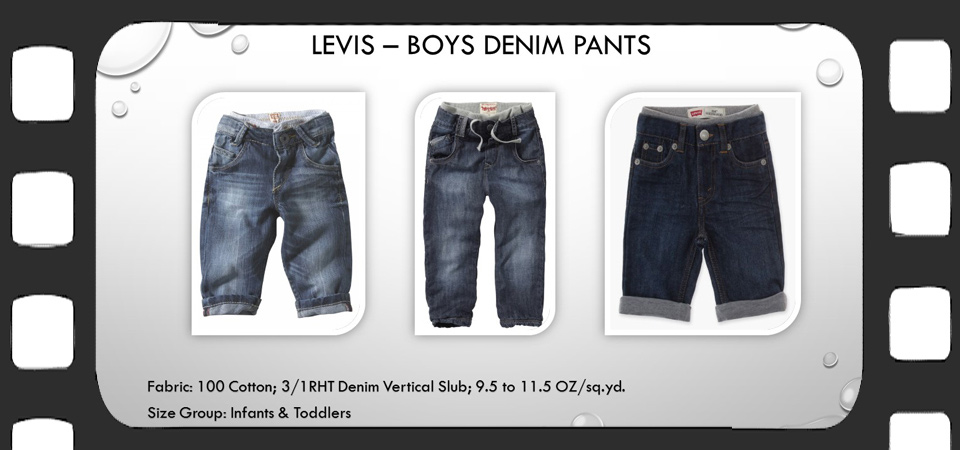 LEVIS – BOYS DENIM PANTS
Fabric: 100 Cotton; 3/1RHT Denim Vertical Slub; 9.5 to 11.5 OZ/sq.yd.
Size Group: Infants & Toddlers